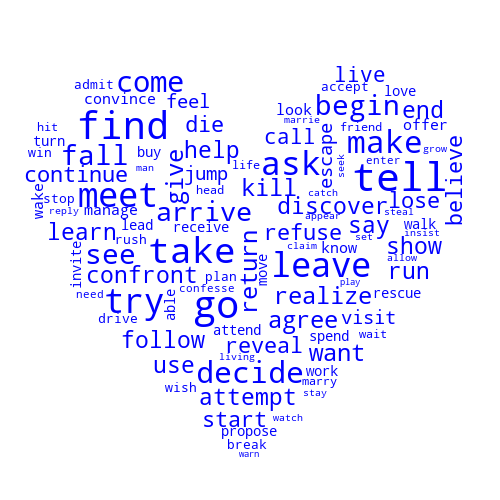 live
come
admit
accept
love
convince
feel
begin
end
look
marrie
hit
find
die
call
friend
offer
turn
make
grow
win
fall
buy
help
escape
seek
enter
believe
man
life
ask
tell
continue
give
jump
kill
catch
wake
stop
meet
head
discover
lose
reply
manage
arrive
appear
steal
learn
lead
receive
refuse
say
walk
insist
rush
claim
know
set
show
invite
see
take
return
move
leave
allow
confront
plan
run
need
try
able
confesse
go
realize
play
rescue
drive
agree
visit
follow
attend
reveal
spend
wait
living
want
use
decide
work
marry
wish
attempt
stay
start
watch
propose
break
warn